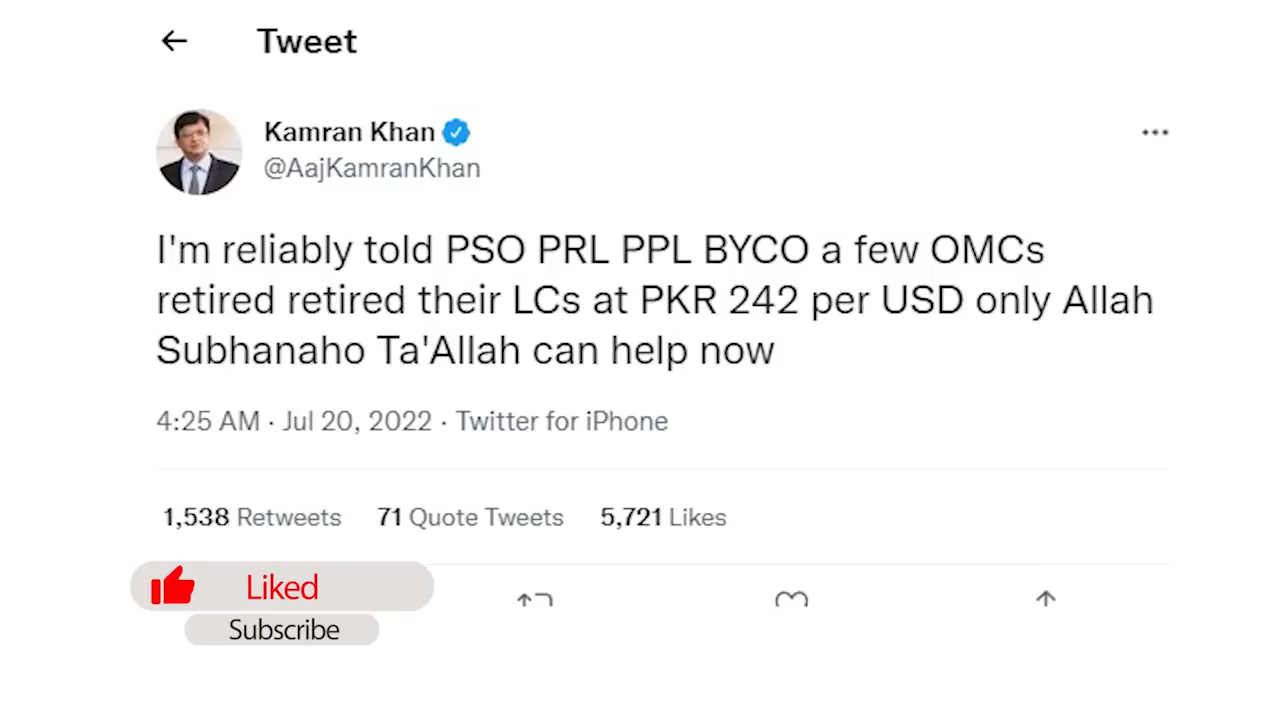 Tweet
Kamran Khan
@AajKamranKhan
I'm reliably told PSO PRL PPL BYCO a few OMCs
retired retired their LCs at PKR 242 per USD only Allah
Subhanaho Ta'Allah can help now
4:25 AM · Jul 20, 2022 · Twitter for iPhone
1,538 Retweets 71 Quote Tweets 5,721 Likes
Liked
Subscribe